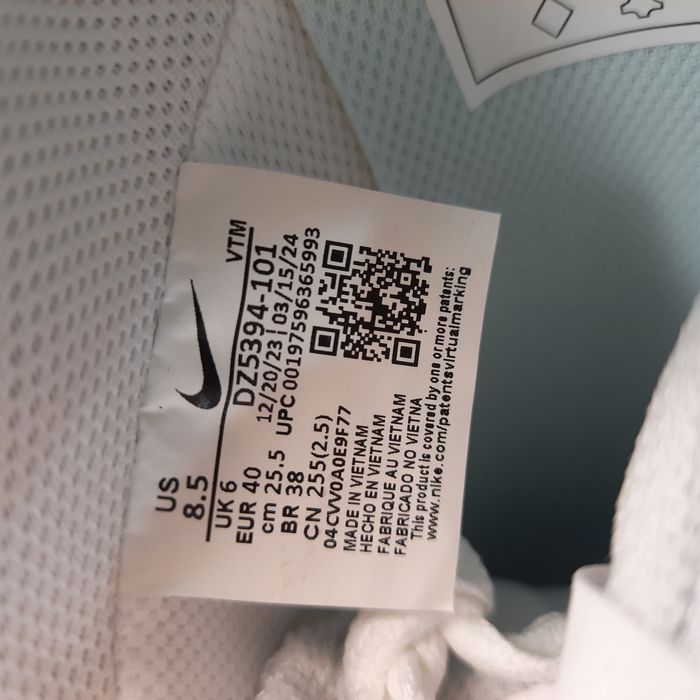 US
8.5
VTM
UK 6
DZ5394-101
EUR 40
12/20/23 | 03/15/24
cm 25.5
UPC 00197596365993
BR 38
CN 255(2.5)
04CVV0A0E9F77
MADE IN VIETNAM
HECHO EN VIETNAM
FABRIQUE AU VIETNAM
FABRICADO NO VIETNA
This product is covered by one or more patents:
www.nike.com/patentsvirtualmarking